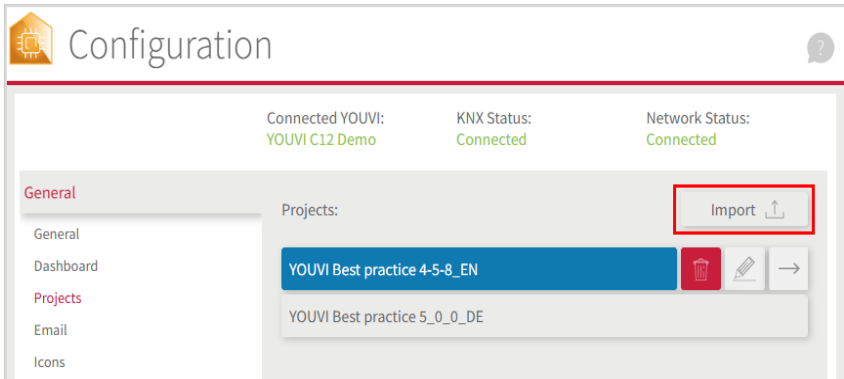 Configuration
?
Connected YOUVI:
YOUVI C12 Demo
KNX Status:
Connected
Network Status:
Connected
General
General
Dashboard
Projects
Email
Icons
Projects:
Import
YOUVI Best practice 4-5-8_EN
YOUVI Best practice 5_0_0_DE